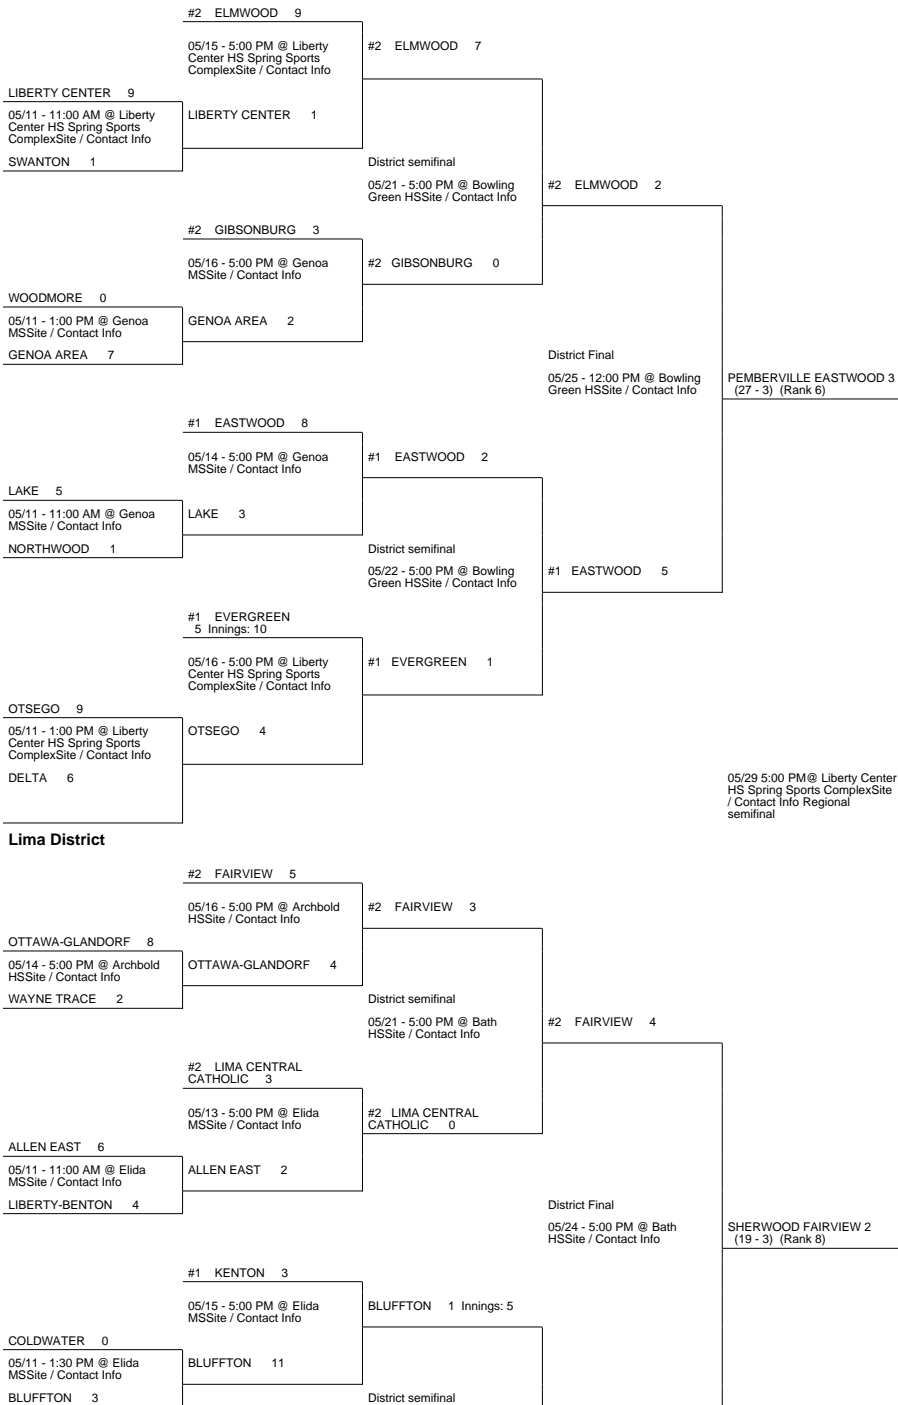 #2 ELMWOOD 9
05/15 - 5:00 PM @ Liberty
Center HS Spring Sports
ComplexSite / Contact Info
#2 ELMWOOD 7
LIBERTY CENTER 9
05/11 - 11:00 AM @ Liberty
Center HS Spring Sports
ComplexSite / Contact Info
LIBERTY CENTER 1
SWANTON 1
District semifinal
05/21 - 5:00 PM @ Bowling
Green HSSite / Contact Info
#2 ELMWOOD 2
#2 GIBSONBURG 3
05/16 - 5:00 PM @ Genoa
MSSite / Contact Info
#2 GIBSONBURG 0
WOODMORE 0
05/11 - 1:00 PM @ Genoa
MSSite / Contact Info
GENOA AREA 2
GENOA AREA 7
District Final
05/25 - 12:00 PM @ Bowling
Green HSSite / Contact Info
PEMBERVILLE EASTWOOD 3
(27 - 3) (Rank 6)
#1 EASTWOOD 8
05/14 - 5:00 PM @ Genoa
MSSite / Contact Info
#1 EASTWOOD 2
LAKE 5
05/11 - 11:00 AM @ Genoa
MSSite / Contact Info
LAKE 3
NORTHWOOD 1
District semifinal
05/22 - 5:00 PM @ Bowling
Green HSSite / Contact Info
#1 EASTWOOD 5
#1 EVERGREEN
5 Innings: 10
05/16 - 5:00 PM @ Liberty
Center HS Spring Sports
ComplexSite / Contact Info
#1 EVERGREEN 1
OTSEGO 9
05/11 - 1:00 PM @ Liberty
Center HS Spring Sports
ComplexSite / Contact Info
OTSEGO 4
DELTA 6
05/29 5:00 PM@ Liberty Center
HS Spring Sports ComplexSite
/ Contact Info Regional
semifinal
Lima District
#2 FAIRVIEW 5
05/16 - 5:00 PM @ Archbold
HSSite / Contact Info
#2 FAIRVIEW 3
OTTAWA-GLANDORF 8
05/14 - 5:00 PM @ Archbold
HSSite / Contact Info
OTTAWA-GLANDORF 4
WAYNE TRACE 2
District semifinal
05/21 - 5:00 PM @ Bath
HSSite / Contact Info
#2 FAIRVIEW 4
#2 LIMA CENTRAL
CATHOLIC 3
05/13 - 5:00 PM @ Elida
MSSite / Contact Info
#2 LIMA CENTRAL
CATHOLIC 0
ALLEN EAST 6
05/11 - 11:00 AM @ Elida
MSSite / Contact Info
ALLEN EAST 2
LIBERTY-BENTON 4
District Final
05/24 - 5:00 PM @ Bath
HSSite / Contact Info
SHERWOOD FAIRVIEW 2
(19 - 3) (Rank 8)
#1 KENTON 3
05/15 - 5:00 PM @ Elida
MSSite / Contact Info
BLUFFTON 1 Innings: 5
COLDWATER 0
05/11 - 1:30 PM @ Elida
MSSite / Contact Info
BLUFFTON 11
BLUFFTON 3
District semifinal